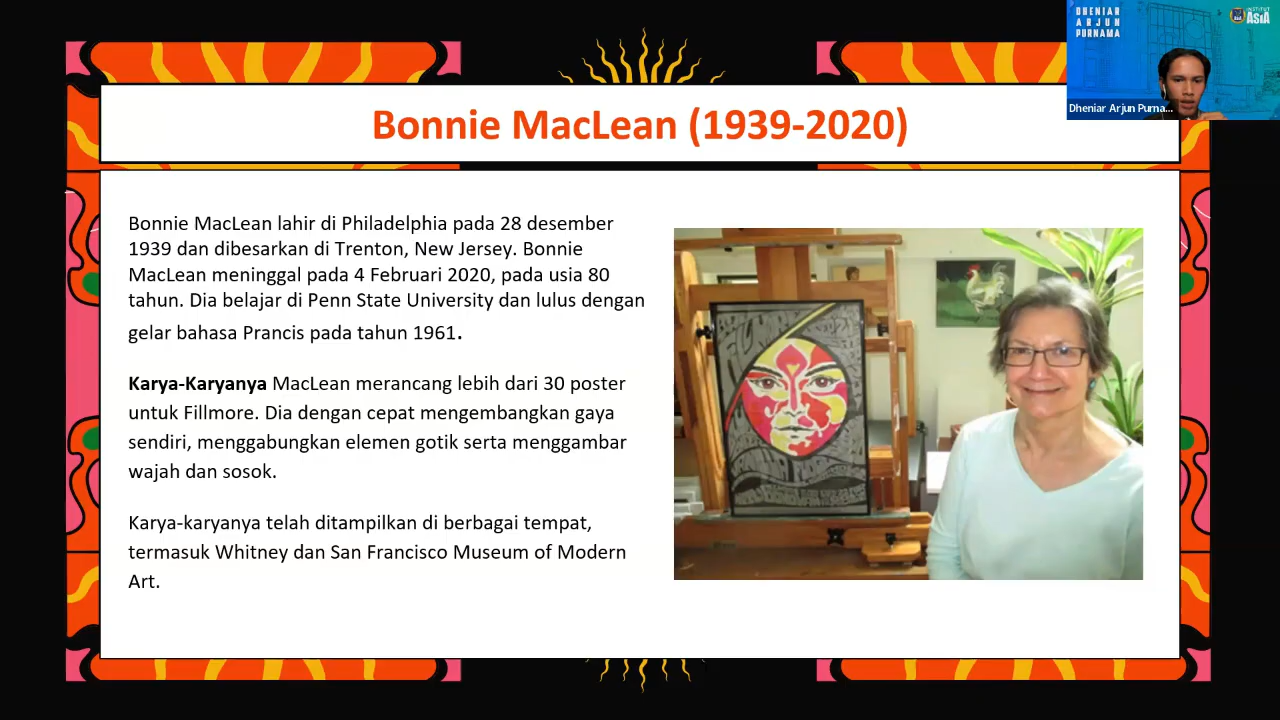 Bonnie MacLean (1939-2020)
DHENIAR
ARJUN
PURNAMA
INSTITUT
ASIA
Dheniar Arjun Purna...
Bonnie MacLean lahir di Philadelphia pada 28 desember
1939 dan dibesarkan di Trenton, New Jersey. Bonnie
MacLean meninggal pada 4 Februari 2020, pada usia 80
tahun. Dia belajar di Penn State University dan lulus dengan
gelar bahasa Prancis pada tahun 1961.
Karya-Karyanya MacLean merancang lebih dari 30 poster
untuk Fillmore. Dia dengan cepat mengembangkan gaya
sendiri, menggabungkan elemen gotik serta menggambar
wajah dan sosok.
Karya-karyanya telah ditampilkan di berbagai tempat,
termasuk Whitney dan San Francisco Museum of Modern
Art.